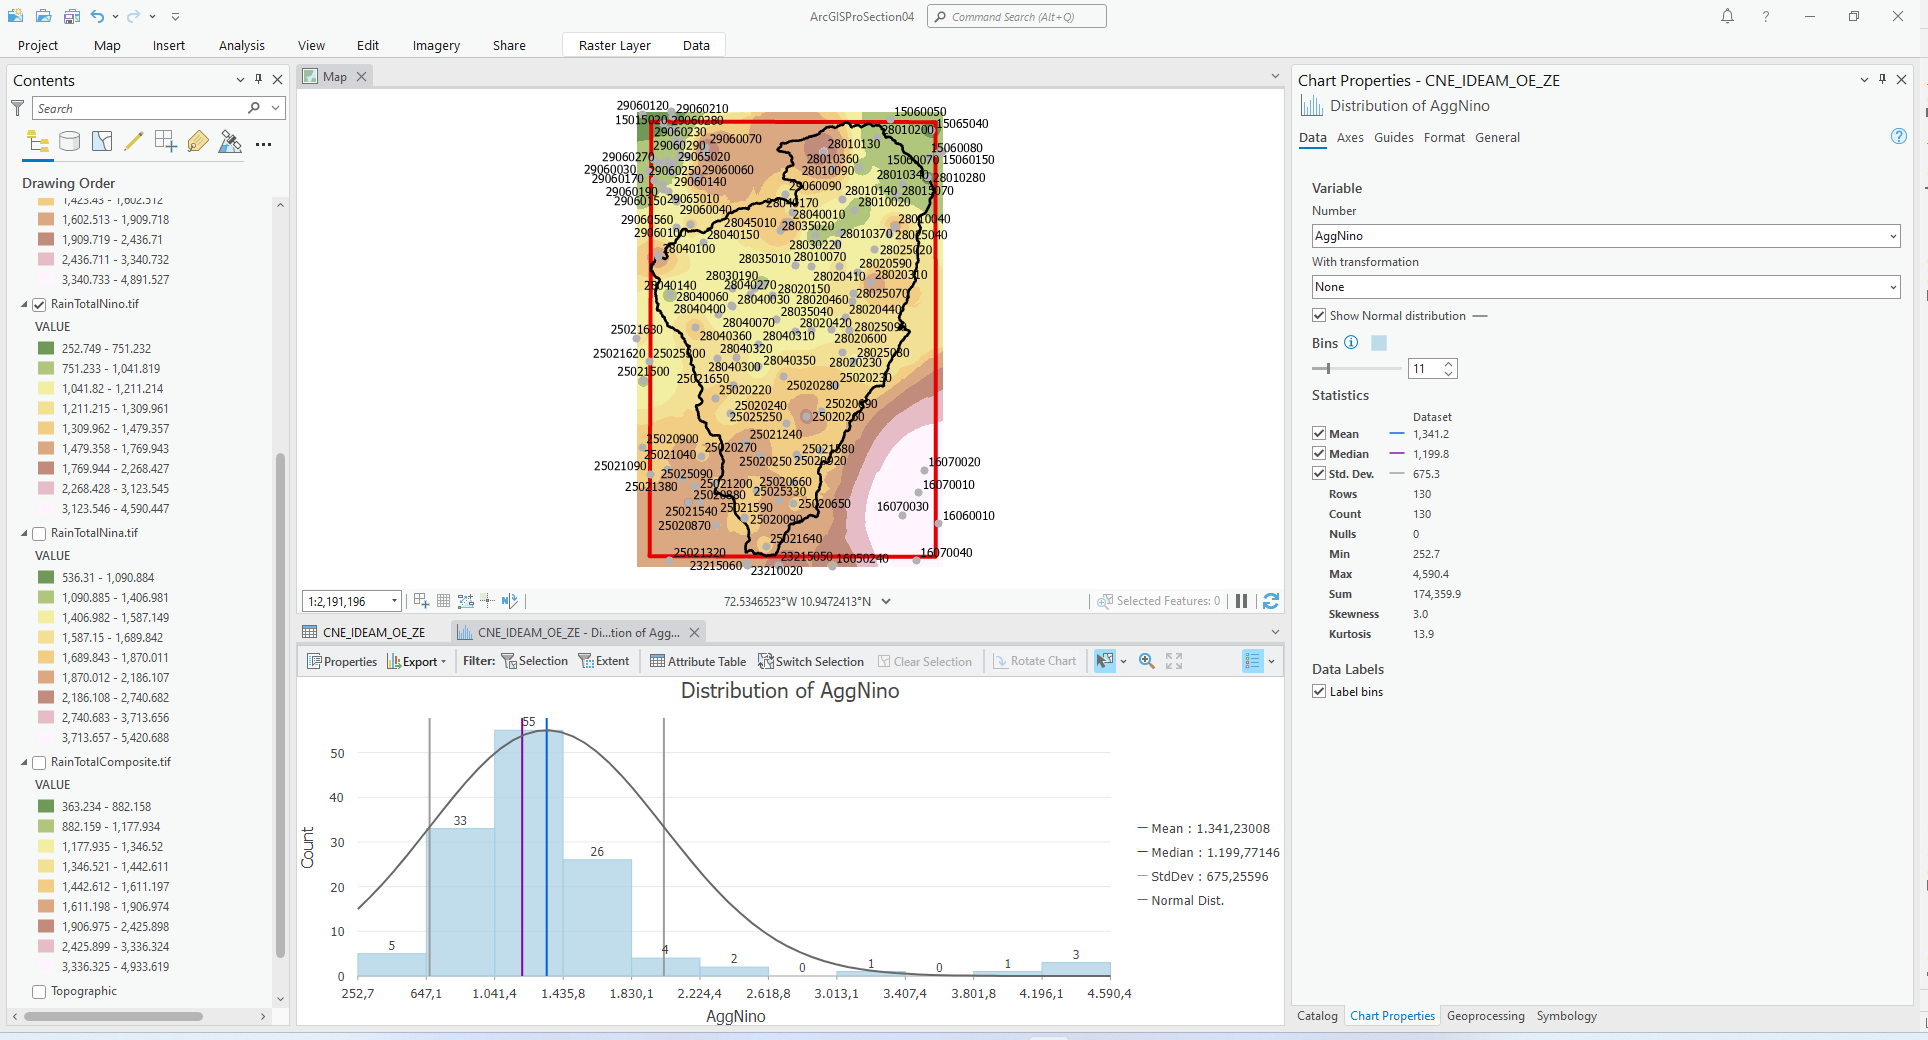 ArcGISProSection04
Command Search (Alt+Q)
Project Map Insert Analysis View Edit Imagery Share Raster Layer Data
Contents
Search
Drawing Order
1,423.43 - 1,602.512
1,602.513 - 1,909.718
1,909.719 - 2,436.71
2,436.711 - 3,340.732
3,340.733 - 4,891.527
RainTotalNino.tif
VALUE
252.749 - 751.232
751.233 - 1,041.819
1,041.82 - 1,211.214
1,211.215 - 1,309.961
1,309.962 - 1,479.357
1,479.358 - 1,769.943
1,769.944 - 2,268.427
2,268.428 - 3,123.545
3,123.546 - 4,590.447
RainTotalNina.tif
VALUE
536.31 - 1,090.884
1,090.885 - 1,406.981
1,406.982 - 1,587.149
1,587.15 - 1,689.842
1,689.843 - 1,870.011
1,870.012 - 2,186.107
2,186.108 - 2,740.682
2,740.683 - 3,713.656
3,713.657 - 5,420.688
RainTotalComposite.tif
VALUE
363.234 - 882.158
882.159 - 1,177.934
1,177.935 - 1,346.52
1,346.521 - 1,442.611
1,442.612 - 1,611.197
1,611.198 - 1,906.974
1,906.975 - 2,425.898
2,425.899 - 3,336.324
3,336.325 - 4,933.619
Topographic
Map
29060120 29060210 15060050
15015020 29060280 28010200 15065040
29060230 29060070 28010130
29060290 15060080
29060270 29065020 28010360 15060070 15060150
29060030 29060250 29060060 28010090
29060170 29060140 28010340 28010280
29060190 29060090 28010140 28015070
29060150 29065010 28040170 28010020
29060040 28040010
29060560 28045010 28035020 28010040
29060100 28040150 28010370 28025040
28040100 28030220 28025020
28035010 28010070 28020590
28030190 28020410 28020310
28040140 28040270 28020150 28025070
28040060 28040030 28020460
28040400 28035040 28020440
28040070 28020420 28025090
25021630 28040360 28040310 28020600
25021620 25025300 28040320 28025080
28040300 28040350 28020230
25021500 25021650 25020280 25020230
25020220
25020240 25020690
25025250 25020260
25021240
25020900 25020270 25021580
25021040 25020250 25020920
25021090 25025090 16070020
25021380 25021200 25020660 16070010
25020880 25025330
25021540 25021590 25020650 16070030
25020870 25020090 16060010
25021640
25021320 23215050 16050240 16070040
23215060 23210020
1:2,191,196
72.5346523°W 10.9472413°N
Selected Features: 0
CNE_IDEAM_OE_ZE CNE_IDEAM_OE_ZE - Di...tion of Agg...
Properties Export Filter: Selection Extent Attribute Table Switch Selection Clear Selection Rotate Chart
Distribution of AggNino
Count
50
40
30
20
10
0
5
33
55
26
4
2
0
1
0
1
3
252,7 647,1 1.041,4 1.435,8 1.830,1 2.224,4 2.618,8 3.013,1 3.407,4 3.801,8 4.196,1 4.590,4
AggNino
Mean : 1.341,23008
Median : 1.199,77146
StdDev : 675,25596
Normal Dist.
Chart Properties - CNE_IDEAM_OE_ZE
Distribution of AggNino
Data Axes Guides Format General
Variable
Number
AggNino
With transformation
None
Show Normal distribution
Bins
11
Statistics
Dataset
Mean 1,341.2
Median 1,199.8
Std. Dev. 675.3
Rows 130
Count 130
Nulls 0
Min 252.7
Max 4,590.4
Sum 174,359.9
Skewness 3.0
Kurtosis 13.9
Data Labels
Label bins
Catalog Chart Properties Geoprocessing Symbology